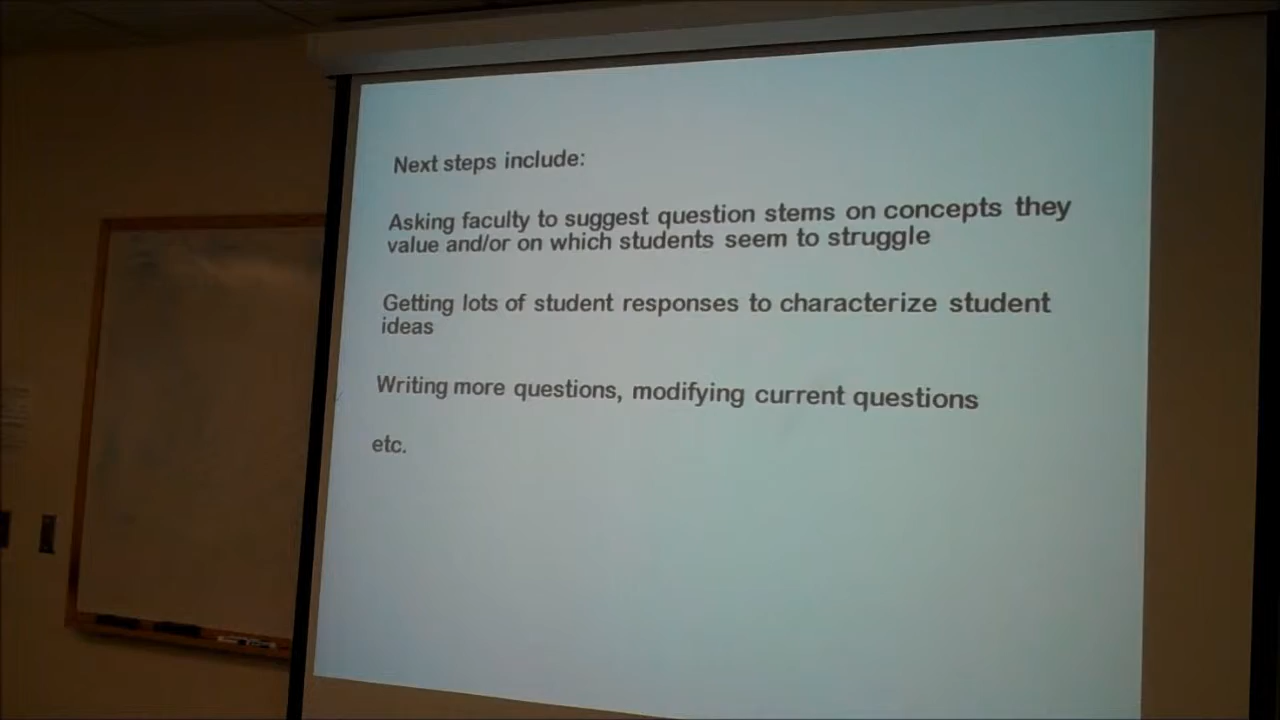 Next steps include:
Asking faculty to suggest question stems on concepts they
value and/or on which students seem to struggle
Getting lots of student responses to characterize student
ideas
Writing more questions, modifying current questions
etc.